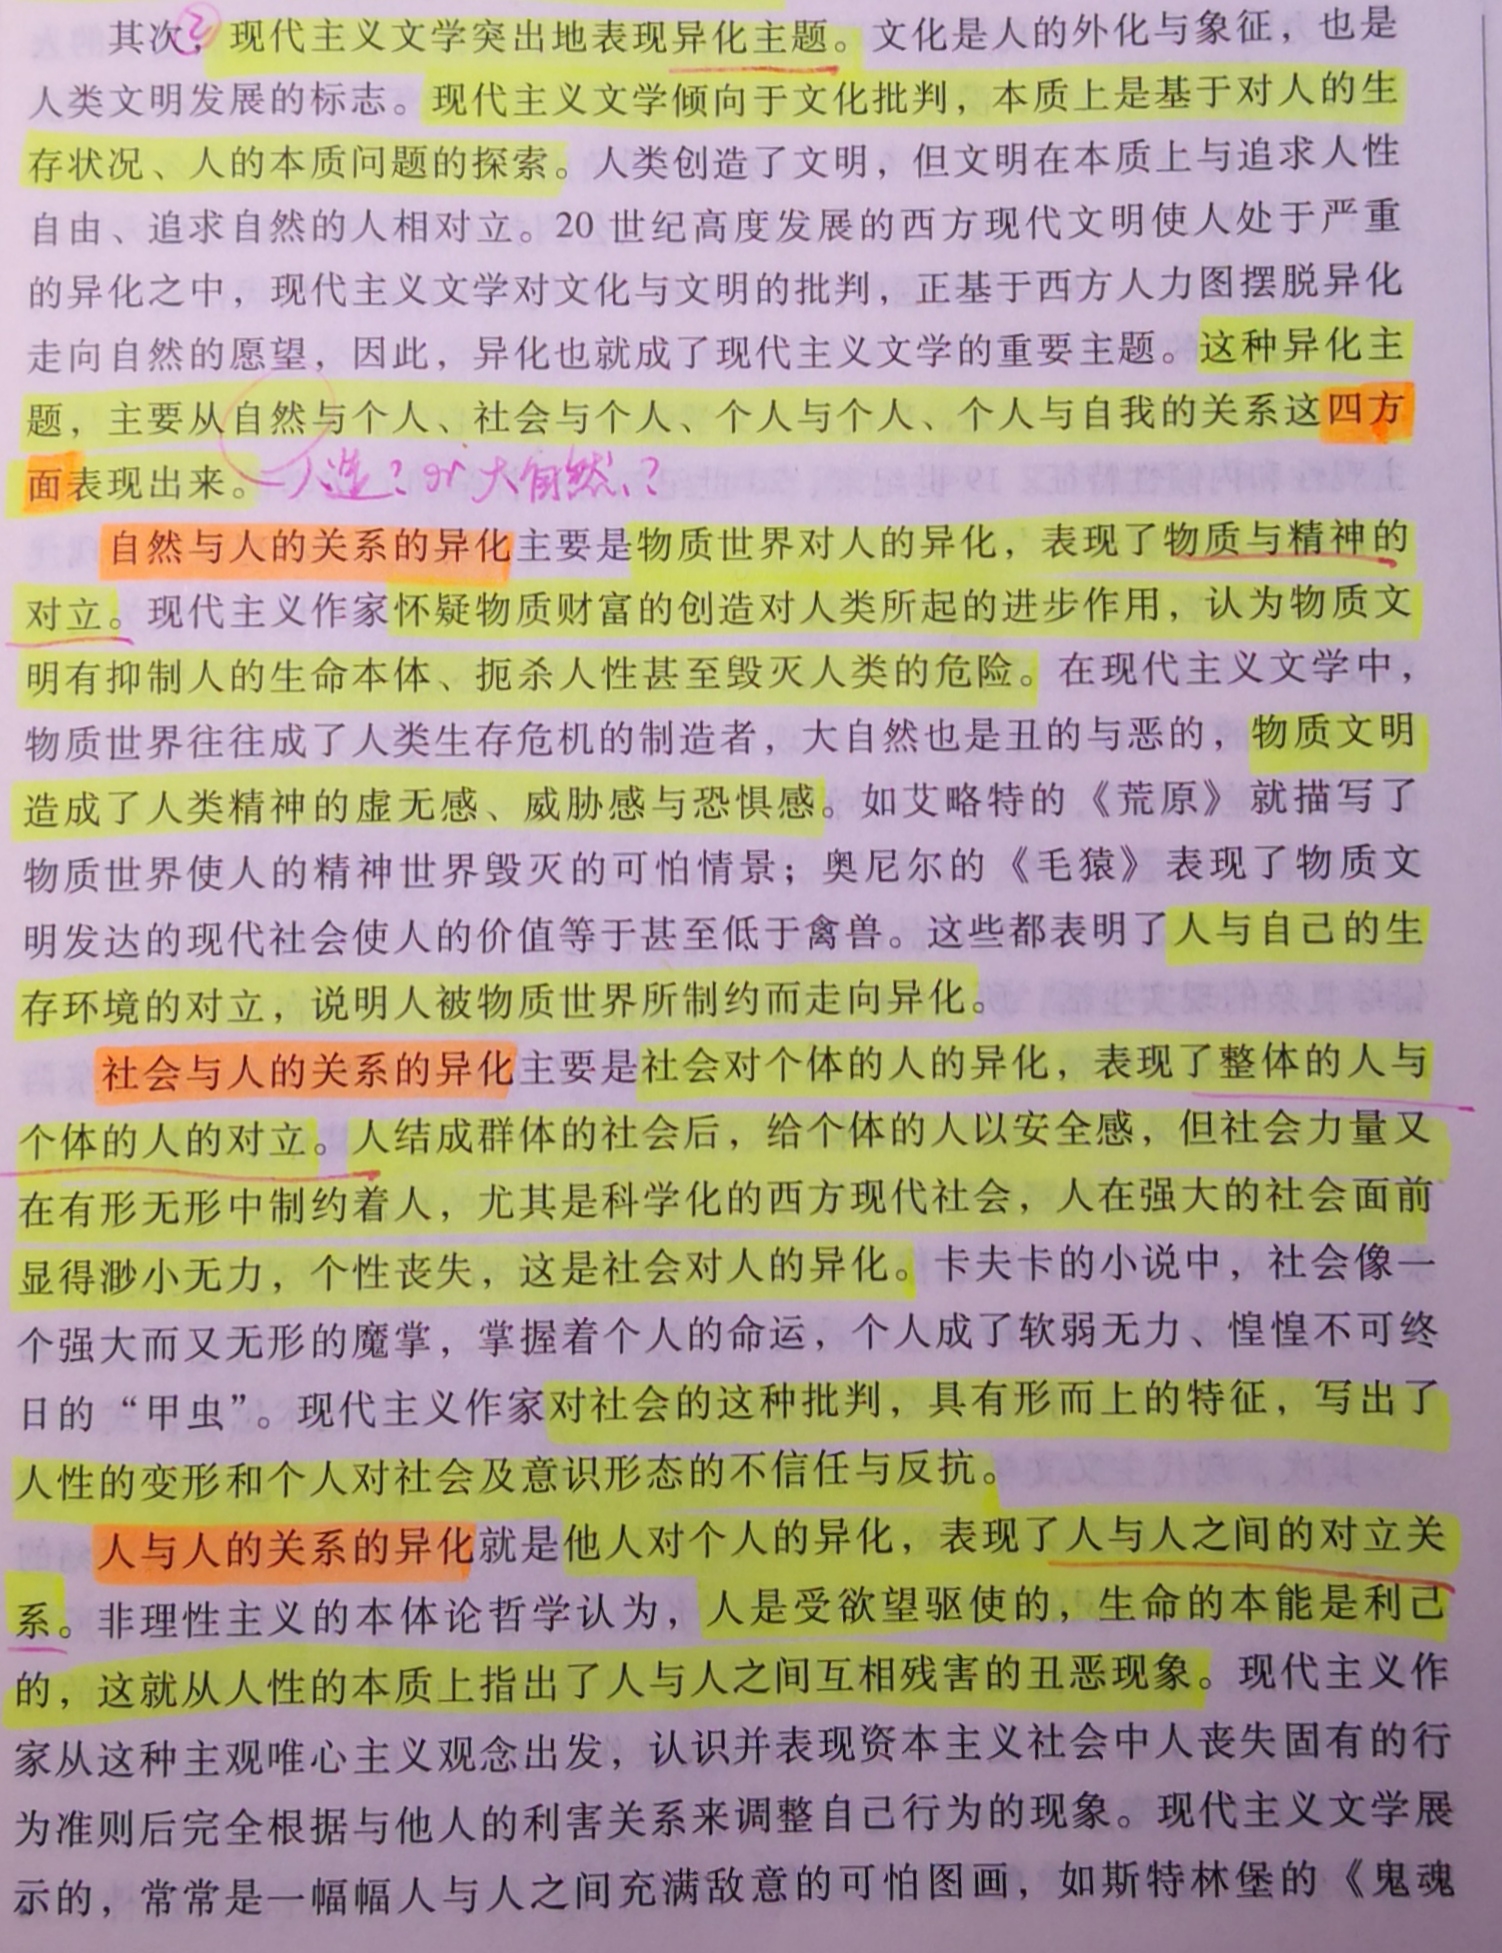 其次，现代主义文学突出地表现异化主题。文化是人的外化与象征，也是
人类文明发展的标志。现代主义文学倾向于文化批判，本质上是基于对人的生
存状况、人的本质问题的探索。人类创造了文明，但文明在本质上与追求人性
自由、追求自然的人相对立。20 世纪高度发展的西方现代文明使人处于严重
的异化之中，现代主义文学对文化与文明的批判，正基于西方人力图摆脱异化
走向自然的愿望，因此，异化也就成了现代主义文学的重要主题。这种异化主
题，主要从自然与个人、社会与个人、个人与个人、个人与自我的关系这四方
面表现出来。
人造？or 大自然？
自然与人的关系的异化主要是物质世界对人的异化，表现了物质与精神的
对立。现代主义作家怀疑物质财富的创造对人类所起的进步作用，认为物质文
明有抑制人的生命本体、扼杀人性甚至毁灭人类的危险。在现代主义文学中，
物质世界往往成了人类生存危机的制造者，大自然也是丑的与恶的，物质文明
造成了人类精神的虚无感、威胁感与恐惧感。如艾略特的《荒原》就描写了
物质世界使人的精神世界毁灭的可怕情景；奥尼尔的《毛猿》表现了物质文
明发达的现代社会使人的价值等于甚至低于禽兽。这些都表明了人与自己的生
存环境的对立，说明人被物质世界所制约而走向异化。
社会与人的关系的异化主要是社会对个体的人的异化，表现了整体的人与
个体的人的对立。人结成群体的社会后，给个体的人以安全感，但社会力量又
在有形无形中制约着人，尤其是科学化的西方现代社会，人在强大的社会面前
显得渺小无力，个性丧失，这是社会对人的异化。卡夫卡的小说中，社会像一
个强大而又无形的魔掌，掌握着个人的命运，个人成了软弱无力、惶惶不可终
日的“甲虫”。现代主义作家对社会的这种批判，具有形而上的特征，写出了
人性的变形和个人对社会及意识形态的不信任与反抗。
人与人的关系的异化就是他人对个人的异化，表现了人与人之间的对立关
系。非理性主义的本体论哲学认为，人是受欲望驱使的，生命的本能是利己
的，这就从人性的本质上指出了人与人之间互相残害的丑恶现象。现代主义作
家从这种主观唯心主义观念出发，认识并表现资本主义社会中人丧失固有的行
为准则后完全根据与他人的利害关系来调整自己行为的现象。现代主义文学展
示的，常常是一幅幅人与人之间充满敌意的可怕图画，如斯特林堡的《鬼魂